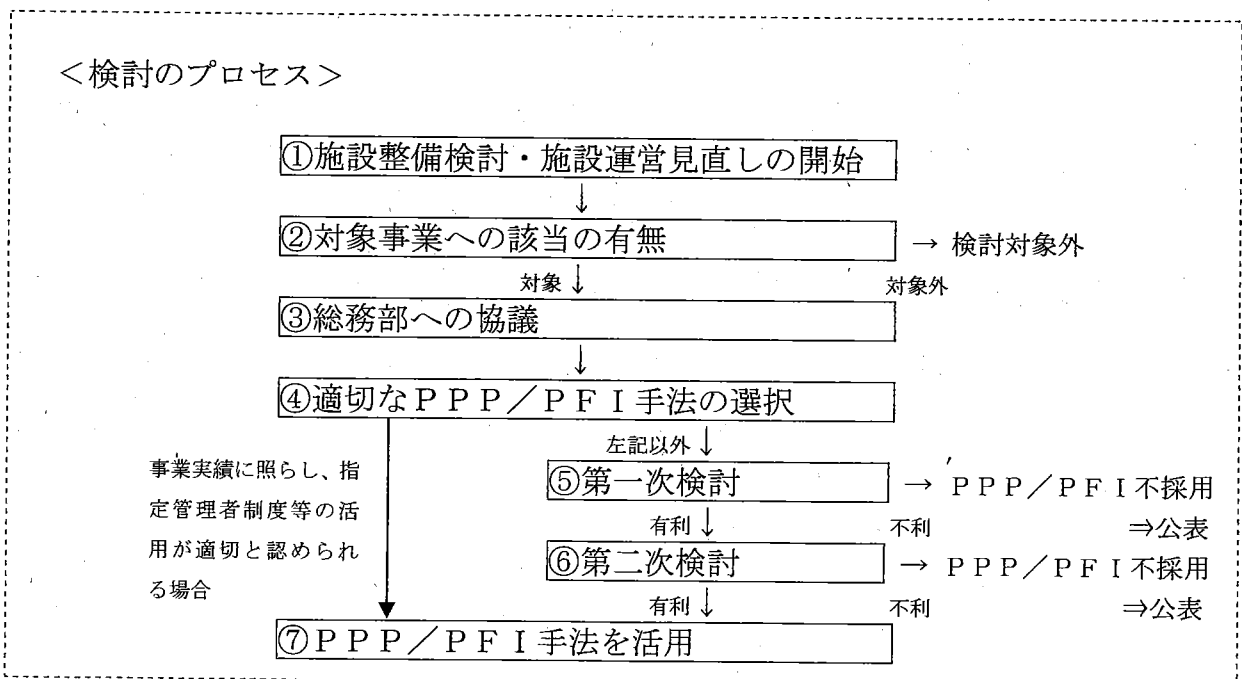 ＜検討のプロセス＞
①施設整備検討・施設運営見直しの開始
↓
②対象事業への該当の有無 → 検討対象外
対象 ↓ 対象外
③総務部への協議
↓
④適切なＰＰＰ／ＰＦＩ手法の選択
左記以外 ↓
事業実績に照らし、指
定管理者制度等の活
用が適切と認められ
る場合
⑤第一次検討 → ＰＰＰ／ＰＦＩ不採用
有利 ↓ 不利 ⇒公表
⑥第二次検討 → ＰＰＰ／ＰＦＩ不採用
有利 ↓ 不利 ⇒公表
⑦ＰＰＰ／ＰＦＩ手法を活用